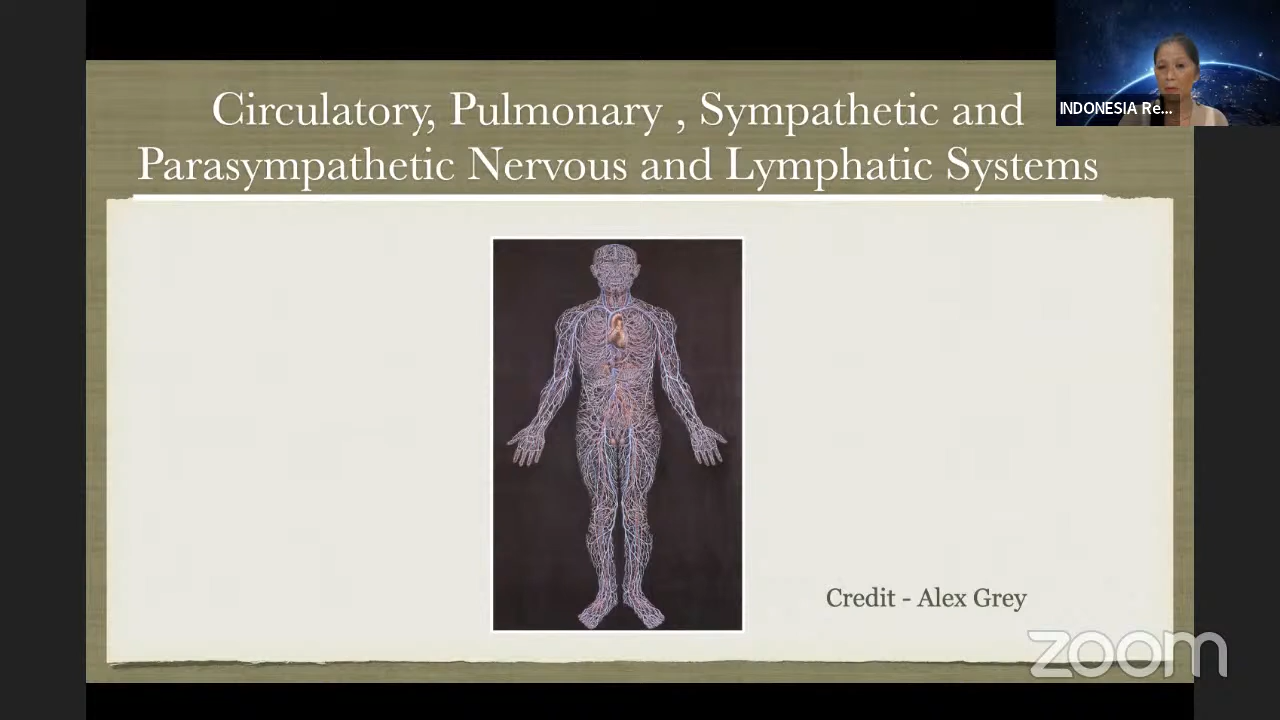 Circulatory, Pulmonary , Sympathetic and
Parasympathetic Nervous and Lymphatic Systems
INDONESIA Re...
Credit - Alex Grey
zoom